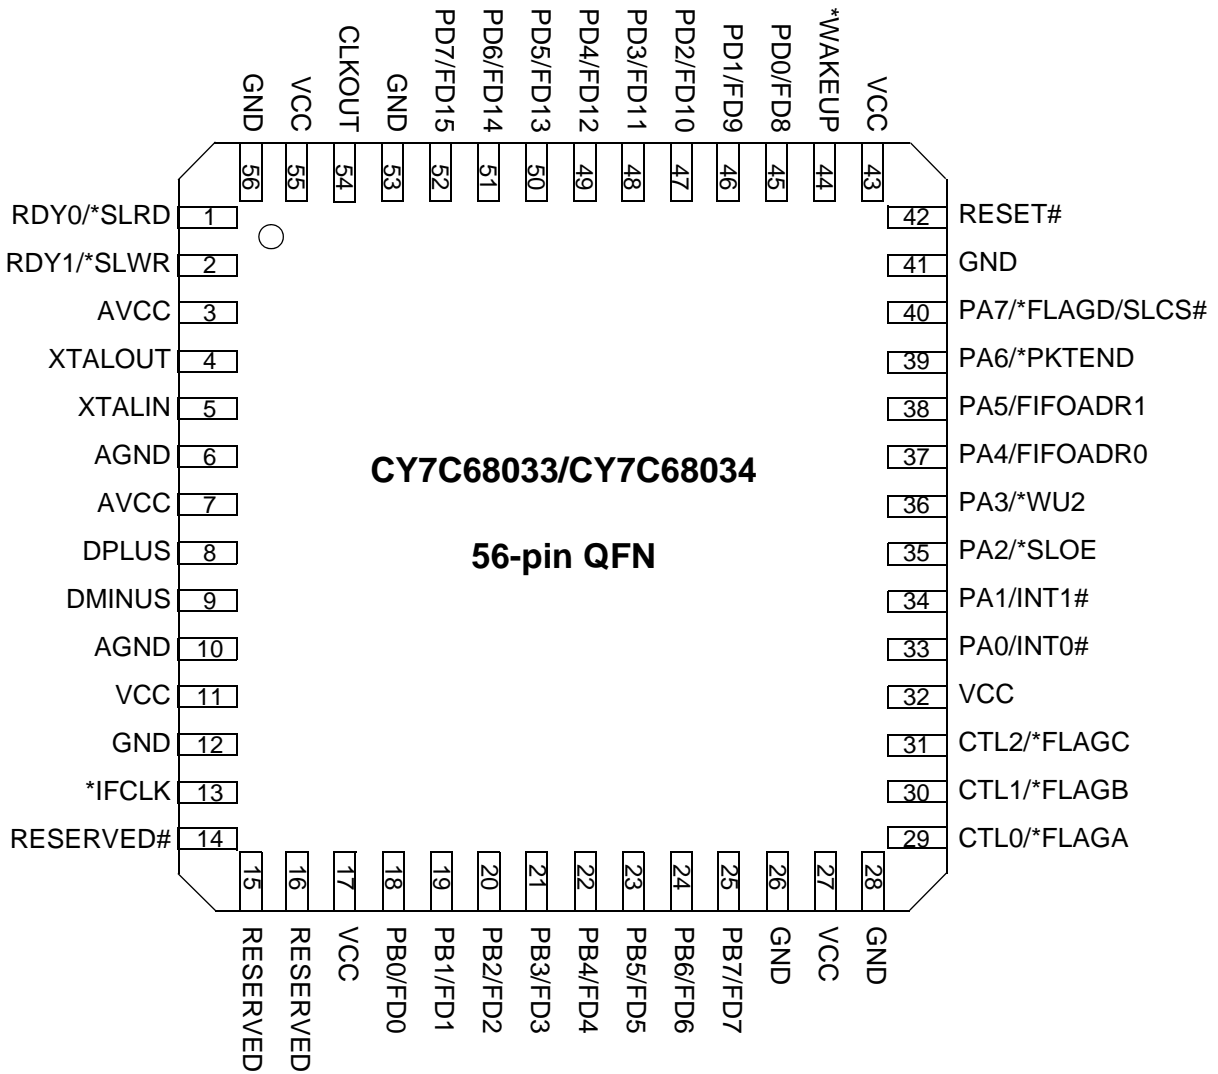 GND
VCC
CLKOUT
GND
PD7/FD15
PD6/FD14
PD5/FD13
PD4/FD12
PD3/FD11
PD2/FD10
PD1/FD9
PD0/FD8
*WAKEUP
VCC
56
55
54
53
52
51
50
49
48
47
46
45
44
43
RDY0/*SLRD 1
RDY1/*SLWR 2
AVCC 3
XTALOUT 4
XTALIN 5
AGND 6
AVCC 7
DPLUS 8
DMINUS 9
AGND 10
VCC 11
GND 12
*IFCLK 13
RESERVED# 14
CY7C68033/CY7C68034
56-pin QFN
42 RESET#
41 GND
40 PA7/*FLAGD/SLCS#
39 PA6/*PKTEND
38 PA5/FIFOADR1
37 PA4/FIFOADR0
36 PA3/*WU2
35 PA2/*SLOE
34 PA1/INT1#
33 PA0/INT0#
32 VCC
31 CTL2/*FLAGC
30 CTL1/*FLAGB
29 CTL0/*FLAGA
15
16
17
18
19
20
21
22
23
24
25
26
27
28
RESERVED
RESERVED
VCC
PB0/FD0
PB1/FD1
PB2/FD2
PB3/FD3
PB4/FD4
PB5/FD5
PB6/FD6
PB7/FD7
GND
VCC
GND